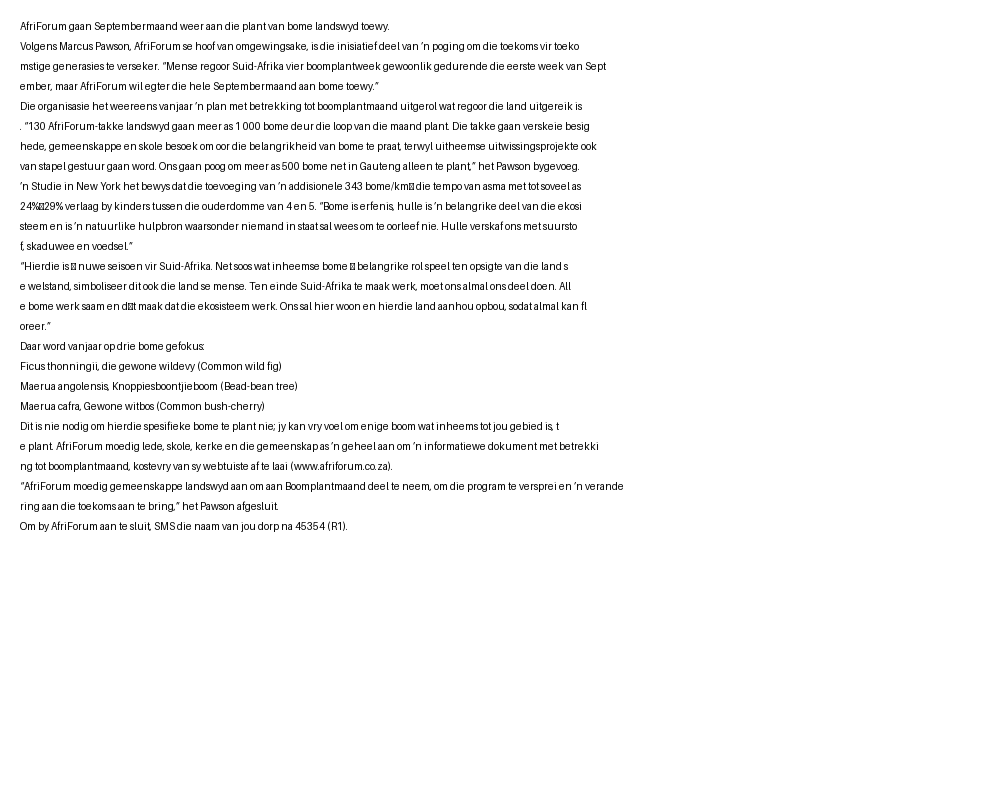 AfriForum gaan Septembermaand weer aan die plant van bome landswyd toewy.
Volgens Marcus Pawson, AfriForum se hoof van omgewingsake, is die inisiatief deel van 'n poging om die toekoms vir toeko
mstige generasies te verseker. "Mense regoor Suid-Afrika vier boomplantweek gewoonlik gedurende die eerste week van Sept
ember, maar AfriForum wil egter die hele Septembermaand aan bome toewy."
Die organisasie het weereens vanjaar 'n plan met betrekking tot boomplantmaand uitgerol wat regoor die land uitgereik is
. "130 AfriForum-takke landswyd gaan meer as 1 000 bome deur die loop van die maand plant. Die takke gaan verskeie besig
hede, gemeenskappe en skole besoek om oor die belangrikheid van bome te praat, terwyl uitheemse uitwissingsprojekte ook
van stapel gestuur gaan word. Ons gaan poog om meer as 500 bome net in Gauteng alleen te plant," het Pawson bygevoeg.
'n Studie in New York het bewys dat die toevoeging van 'n addisionele 343 bome/km die tempo van asma met tot soveel as
24% 29% verlaag by kinders tussen die ouderdomme van 4 en 5. "Bome is erfenis, hulle is 'n belangrike deel van die ekosi
steem en is 'n natuurlike hulpbron waarsonder niemand in staat sal wees om te oorleef nie. Hulle verskaf ons met suursto
f, skaduwee en voedsel."
"Hierdie is nuwe seisoen vir Suid-Afrika. Net soos wat inheemse bome belangrike rol speel ten opsigte van die land s
e welstand, simboliseer dit ook die land se mense. Ten einde Suid-Afrika te maak werk, moet ons almal ons deel doen. All
e bome werk saam en maak dat die ekosisteem werk. Ons sal hier woon en hierdie land aanhou opbou, sodat almal kan fl
oreer."
Daar word vanjaar op drie bome gefokus:
Ficus thonningii, die gewone wildevy (Common wild fig)
Maerua angolensis, Knoppiesboontjieboom (Bead-bean tree)
Maerua cafra, Gewone witbos (Common bush-cherry)
Dit is nie nodig om hierdie spesifieke bome te plant nie; jy kan vry voel om enige boom wat inheems tot jou gebied is, t
e plant. AfriForum moedig lede, skole, kerke en die gemeenskap as 'n geheel aan om 'n informatiewe dokument met betrekki
ng tot boomplantmaand, kostevry van sy webtuiste af te laai (www.afriforum.co.za).
"AfriForum moedig gemeenskappe landswyd aan om aan Boomplantmaand deel te neem, om die program te versprei en 'n verande
ring aan die toekoms aan te bring," het Pawson afgesluit.
Om by AfriForum aan te sluit, SMS die naam van jou dorp na 45354 (R1).